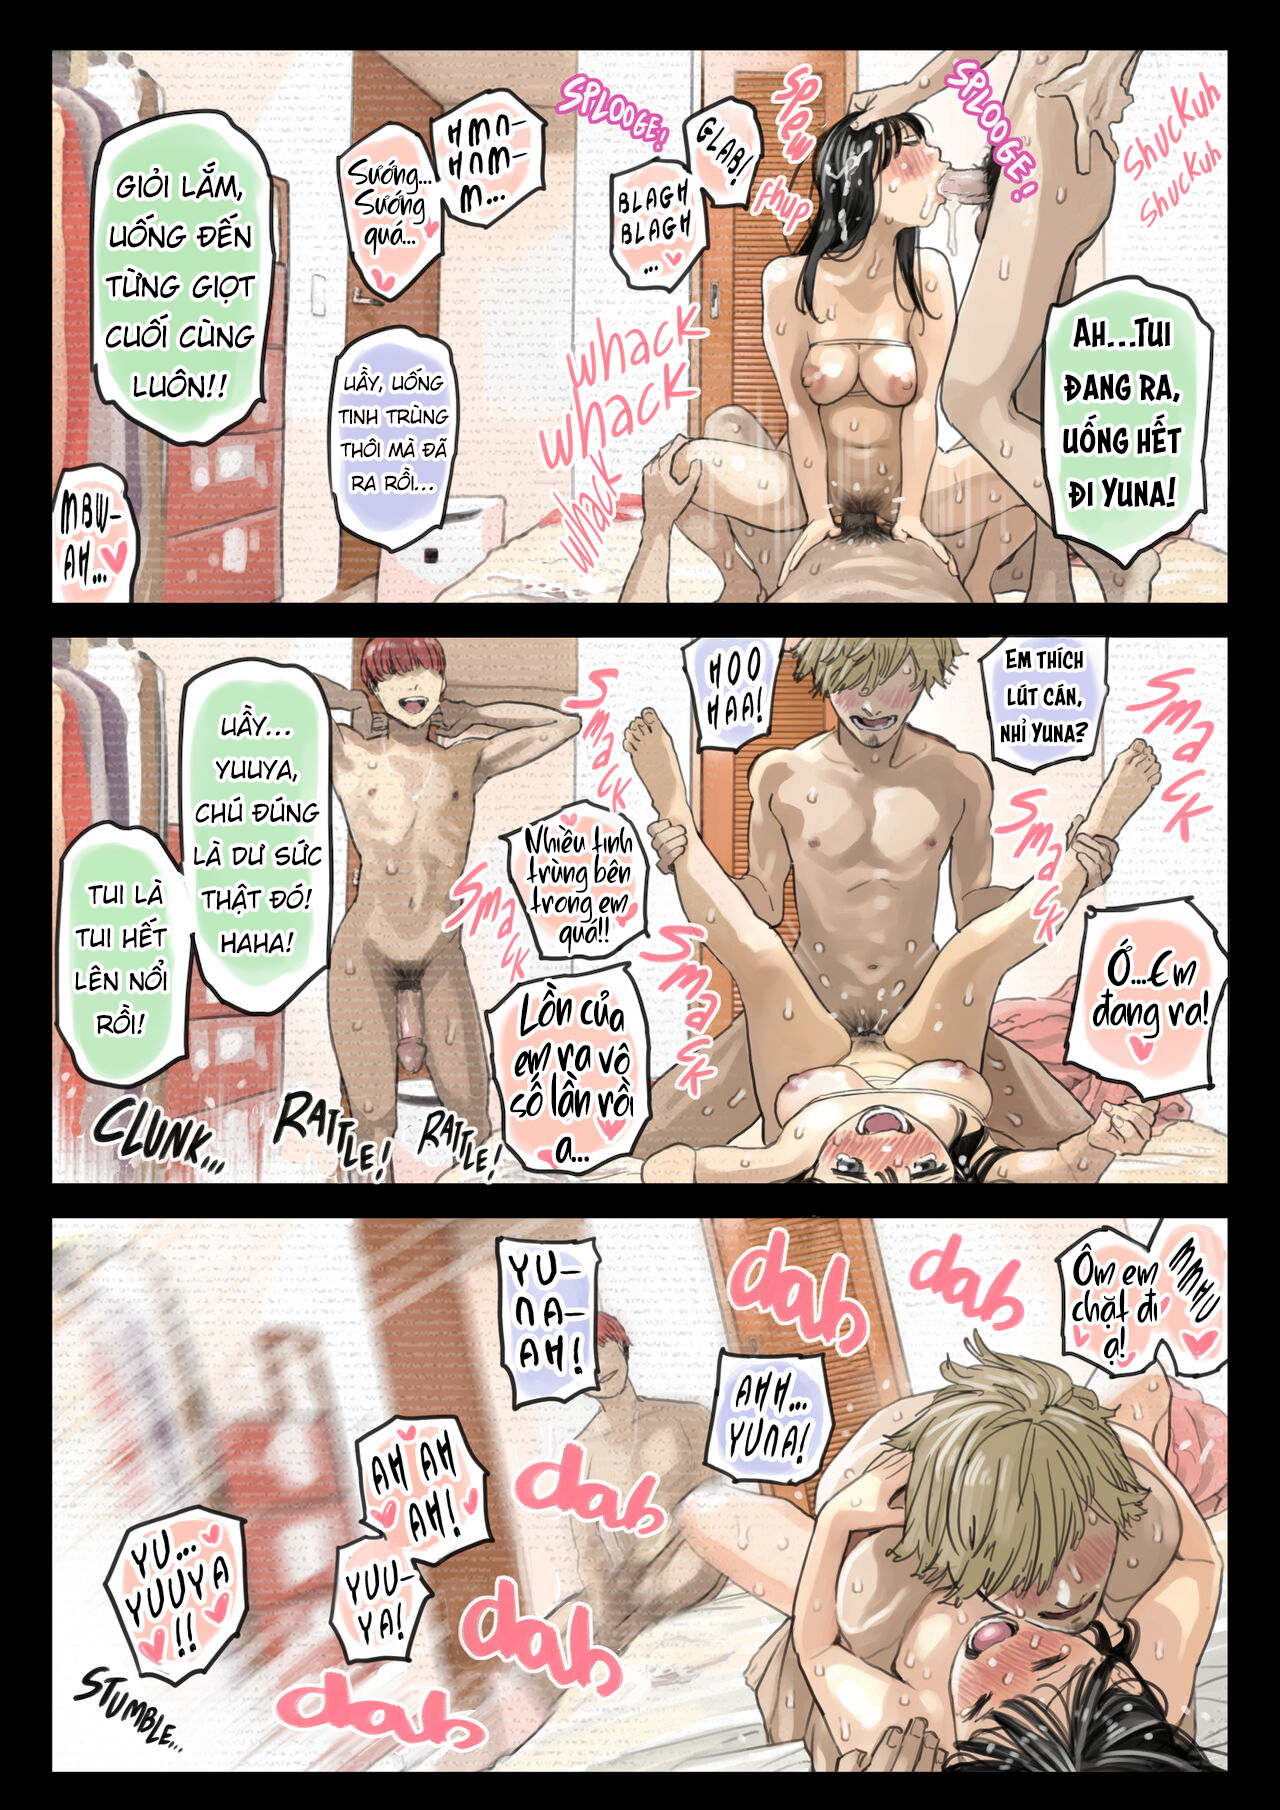 SHUCKUH
SHUCKUH
AH...TUI
ĐANG RA,
UỐNG HẾT
ĐI YUNA!
SPLOOGE!
SPEW
FHUP
GLAB!
BLAGH
BLAGH
...
SPLOOGE!
WHACK
WHACK
WHACK
HMN-
HNM-
M...
Sướng...
Sướng
quá...
UẦY, UỐNG
TINH TRÙNG
THÔI MÀ ĐÃ
RA RỒI...
GIỎI LẮM,
UỐNG ĐẾN
TỪNG GIỌT
CUỐI CÙNG
LUÔN!!
MBW-
AH...
EM THÍCH
LÚT CÁN,
NHỈ YUNA?
SMACK
SMACK
Ớ...Em
đang ra!
HOO
HAA!
SMACK
SMACK
SMACK
Nhiều tinh
trùng bên
trong em
quá!!
Lồn của
em ra vô
số lần rồi
a...
UẦY...
YUUYA,
CHÚ ĐÚNG
LÀ DƯ SỨC
THẬT ĐÓ!
HAHA!
TUI LÀ
TUI HẾT
LÊN NỔI
RỒI!
CLUNK...
RATTLE!
RATTLE!
MNHU
Ôm em
chặt đi
ạ!
DAB
DAB
AHH...
YUNA!
YU-
NA-
AH!
DAB
DAB
DAB
AH AH
AH!
YUU-
YA!
YU...
YUUYA
!!
STUMBLE...